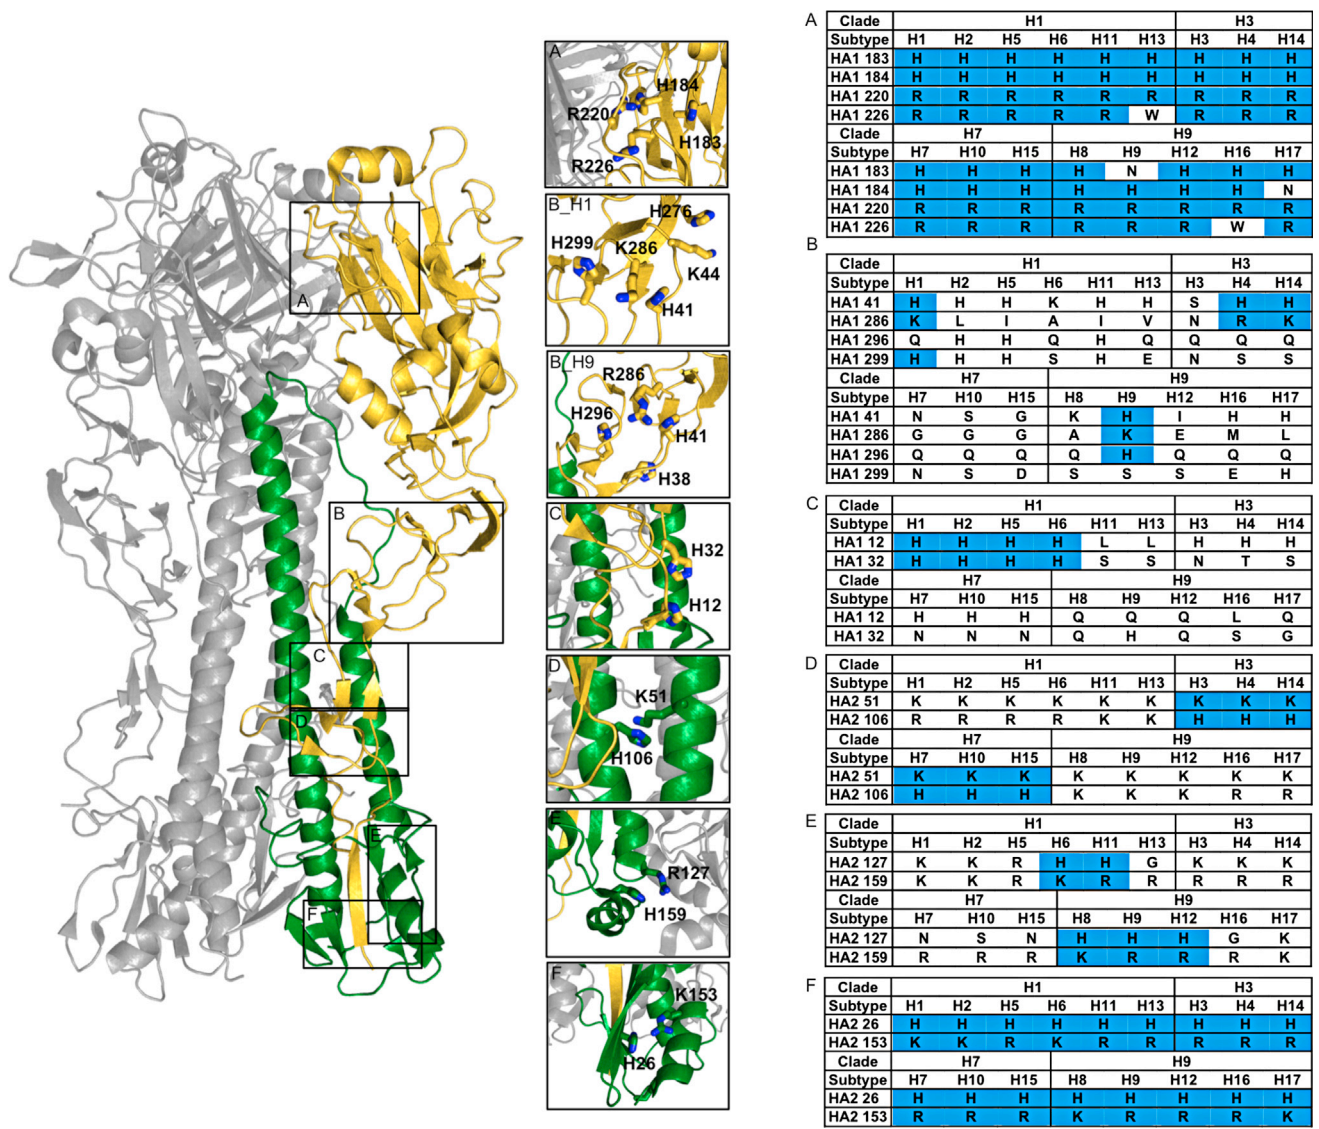 A
B
C
D
E
F
A
H184
R220
H183
R226
B_H1
H276
H299
K286
K44
H41
B_H9
R286
H296
H41
H38
C
H32
H12
D
K51
H106
E
R127
H159
F
K153
H26
A
Clade H1 H3
Subtype H1 H2 H5 H6 H11 H13 H3 H4 H14
HA1 183 H H H H H H H H H
HA1 184 H H H H H H H H H
HA1 220 R R R R R R R R R
HA1 226 R R R R R W R R R
Clade H7 H9
Subtype H7 H10 H15 H8 H9 H12 H16 H17
HA1 183 H H H H N H H H
HA1 184 H H H H H H H N
HA1 220 R R R R R R R R
HA1 226 R R R R R R W R
B
Clade H1 H3
Subtype H1 H2 H5 H6 H11 H13 H3 H4 H14
HA1 41 H H H K H H S H H
HA1 286 K L I A I V N R K
HA1 296 Q H H Q H Q Q Q Q
HA1 299 H H H S H E N S S
Clade H7 H9
Subtype H7 H10 H15 H8 H9 H12 H16 H17
HA1 41 N S G K H I H H
HA1 286 G G G A K E M L
HA1 296 Q Q Q Q H Q Q Q
HA1 299 N S D S S S E H
C
Clade H1 H3
Subtype H1 H2 H5 H6 H11 H13 H3 H4 H14
HA1 12 H H H H L L H H H
HA1 32 H H H H S S N T S
Clade H7 H9
Subtype H7 H10 H15 H8 H9 H12 H16 H17
HA1 12 H H H Q Q Q L Q
HA1 32 N N N Q H Q S G
D
Clade H1 H3
Subtype H1 H2 H5 H6 H11 H13 H3 H4 H14
HA2 51 K K K K K K K K K
HA2 106 R R R R K K H H H
Clade H7 H9
Subtype H7 H10 H15 H8 H9 H12 H16 H17
HA2 51 K K K K K K K K
HA2 106 H H H K K K R R
E
Clade H1 H3
Subtype H1 H2 H5 H6 H11 H13 H3 H4 H14
HA2 127 K K R H H G K K K
HA2 159 K K R K R R R R R
Clade H7 H9
Subtype H7 H10 H15 H8 H9 H12 H16 H17
HA2 127 N S N H H H G K
HA2 159 R R R K R R R K
F
Clade H1 H3
Subtype H1 H2 H5 H6 H11 H13 H3 H4 H14
HA2 26 H H H H H H H H H
HA2 153 K K R K R R R R R
Clade H7 H9
Subtype H7 H10 H15 H8 H9 H12 H16 H17
HA2 26 H H H H H H H H
HA2 153 R R R K R R R K